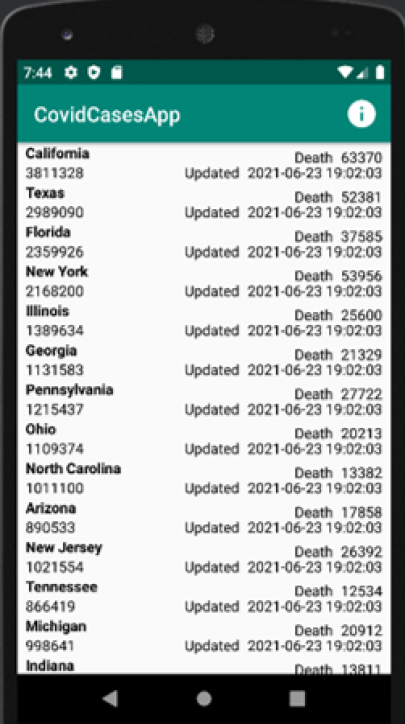 7:44
CovidCasesApp
California
Death 63370
3811328 Updated 2021-06-23 19:02:03
Texas
Death 52381
2989090 Updated 2021-06-23 19:02:03
Florida
Death 37585
2359926 Updated 2021-06-23 19:02:03
New York
Death 53956
2168200 Updated 2021-06-23 19:02:03
Illinois
Death 25600
1389634 Updated 2021-06-23 19:02:03
Georgia
Death 21329
1131583 Updated 2021-06-23 19:02:03
Pennsylvania
Death 27722
1215437 Updated 2021-06-23 19:02:03
Ohio
Death 20213
1109374 Updated 2021-06-23 19:02:03
North Carolina
Death 13382
1011100 Updated 2021-06-23 19:02:03
Arizona
Death 17858
890533 Updated 2021-06-23 19:02:03
New Jersey
Death 26392
1021554 Updated 2021-06-23 19:02:03
Tennessee
Death 12534
866419 Updated 2021-06-23 19:02:03
Michigan
Death 20912
998641 Updated 2021-06-23 19:02:03
Indiana
Death 13811